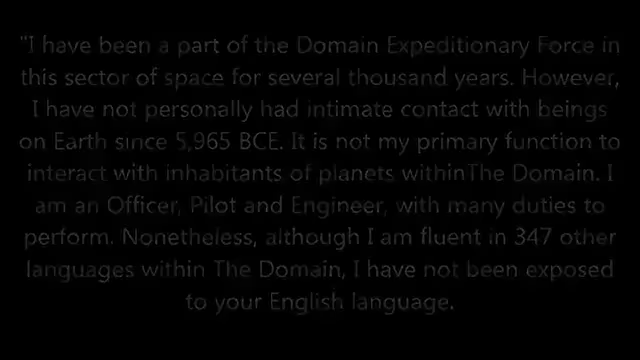 "I have been a part of the Domain Expeditionary Force in
this sector of space for several thousand years. However,
I have not personally had intimate contact with beings
on Earth since 5,965 BCE. It is not my primary function to
interact with inhabitants of planets withinThe Domain. I
am an Officer, Pilot and Engineer, with many duties to
perform. Nonetheless, although I am fluent in 347 other
languages within The Domain, I have not been exposed
to your English language.